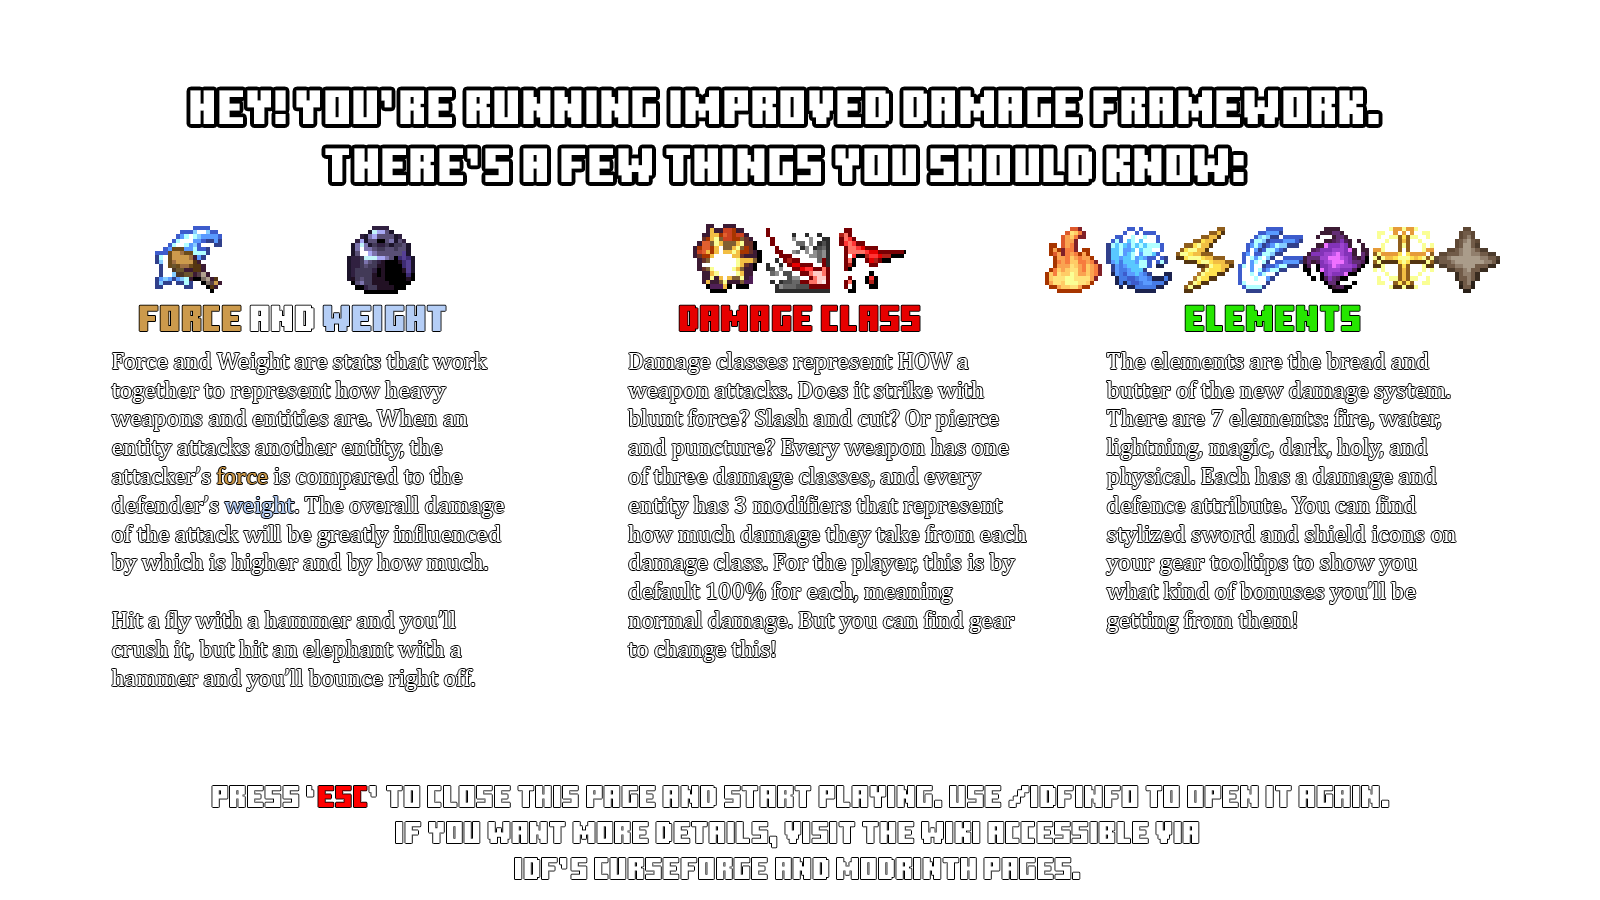 HEY! YOU'RE RUNNING IMPROVED DAMAGE FRAMEWORK.
THERE'S A FEW THINGS YOU SHOULD KNOW:
FORCE AND WEIGHT
Force and Weight are stats that work
together to represent how heavy
weapons and entities are. When an
entity attacks another entity, the
attacker's force is compared to the
defender's weight. The overall damage
of the attack will be greatly influenced
by which is higher and by how much.
Hit a fly with a hammer and you'll
crush it, but hit an elephant with a
hammer and you'll bounce right off.
DAMAGE CLASS
Damage classes represent HOW a
weapon attacks. Does it strike with
blunt force? Slash and cut? Or pierce
and puncture? Every weapon has one
of three damage classes, and every
entity has 3 modifiers that represent
how much damage they take from each
damage class. For the player, this is by
default 100% for each, meaning
normal damage. But you can find gear
to change this!
ELEMENTS
The elements are the bread and
butter of the new damage system.
There are 7 elements: fire, water,
lightning, magic, dark, holy, and
physical. Each has a damage and
defence attribute. You can find
stylized sword and shield icons on
your gear tooltips to show you
what kind of bonuses you'll be
getting from them!
PRESS 'ESC' TO CLOSE THIS PAGE AND START PLAYING. USE /IDFINFO TO OPEN IT AGAIN.
IF YOU WANT MORE DETAILS, VISIT THE WIKI ACCESSIBLE VIA
IDF'S CURSEFORGE AND MODRINTH PAGES.